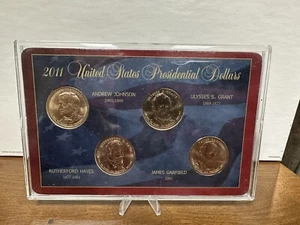 2011 United States Presidential Dollars
ANDREW JOHNSON
1865-1869
ULYSSES S. GRANT
1869-1877
RUTHERFORD HAYES
1877-1881
JAMES GARFIELD
1881